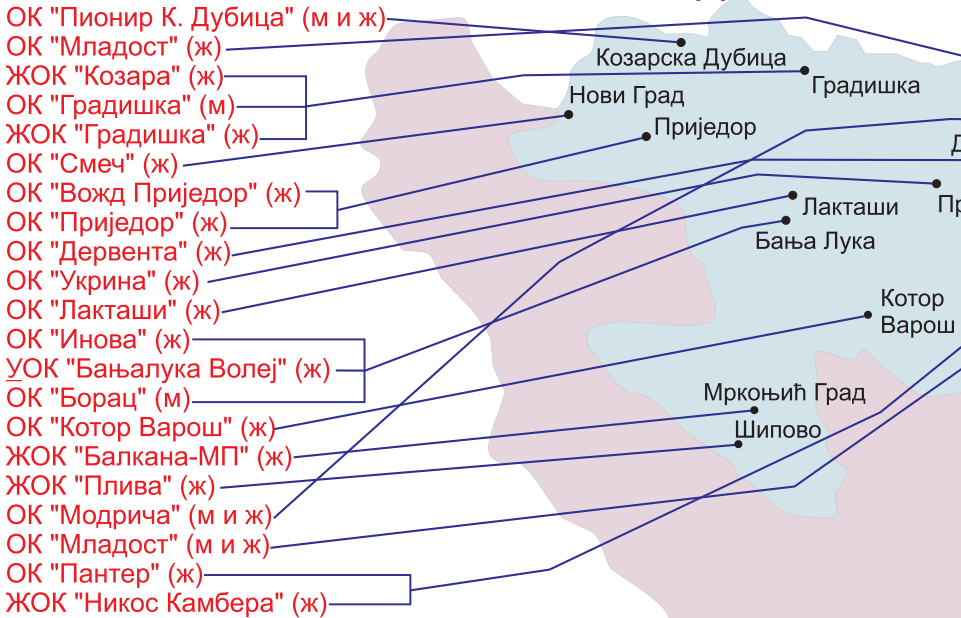 ОК "Пионир К. Дубица" (м и ж)
ОК "Младост" (ж)
ЖОК "Козара" (ж)
ОК "Градишка" (м)
ЖОК "Градишка" (ж)
ОК "Смеч" (ж)
ОК "Вожд Приједор" (ж)
ОК "Приједор" (ж)
ОК "Дервента" (ж)
ОК "Укрина" (ж)
ОК "Лакташи" (ж)
ОК "Инова" (ж)
УОК "Бањалука Волеј" (ж)
ОК "Борац" (м)
ОК "Котор Варош" (ж)
ЖОК "Балкана-МП" (ж)
ЖОК "Плива" (ж)
ОК "Модрича" (м и ж)
ОК "Младост" (м и ж)
ОК "Пантер" (ж)
ЖОК "Никос Камбера" (ж)
Козарска Дубица
Градишка
Нови Град
Приједор
Лакташи
Бања Лука
Котор
Варош
Мркоњић Град
Шипово